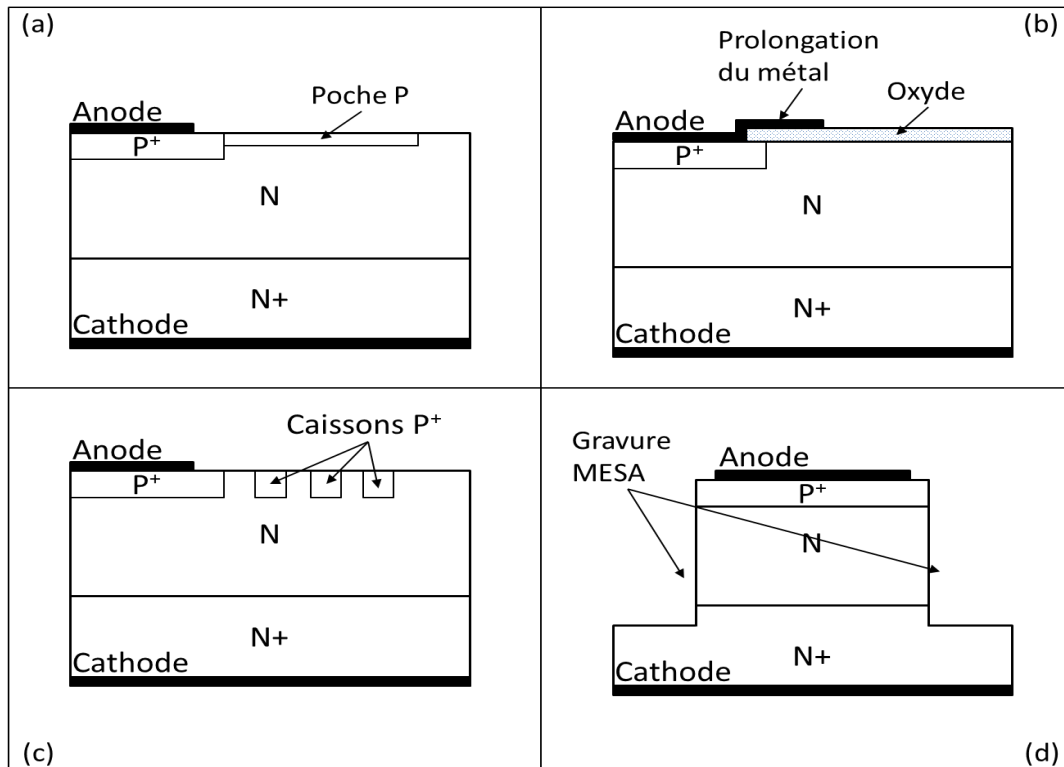 (a)
Poche P
Anode
P⁺
N
N+
Cathode
(b)
Prolongation
du métal
Oxyde
Anode
P⁺
N
N+
Cathode
Caissons P⁺
Anode
P⁺
N
N+
Cathode
(c)
Gravure
MESA
Anode
P⁺
N
N+
Cathode
(d)